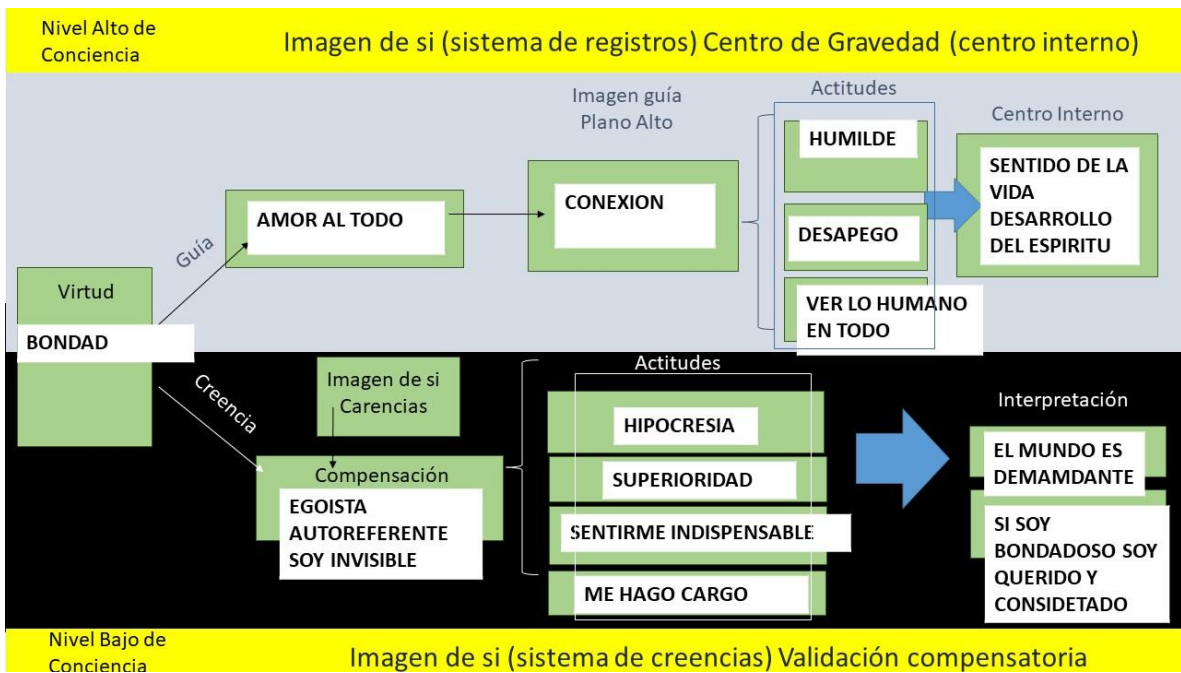 Nivel Alto de
Conciencia
Imagen de si (sistema de registros) Centro de Gravedad (centro interno)
Imagen guía
Plano Alto
Actitudes
Centro Interno
HUMILDE
SENTIDO DE LA
VIDA
DESARROLLO
DEL ESPIRITU
AMOR AL TODO
CONEXION
DESAPEGO
Guía
Virtud
BONDAD
VER LO HUMANO
EN TODO
Creencia
Imagen de si
Carencias
Actitudes
Interpretación
HIPOCRESIA
EL MUNDO ES
DEMAMDANTE
Compensación
EGOISTA
AUTOREFERENTE
SOY INVISIBLE
SUPERIORIDAD
SENTIRME INDISPENSABLE
ME HAGO CARGO
SI SOY
BONDADOSO SOY
QUERIDO Y
CONSIDETADO
Nivel Bajo de
Conciencia
Imagen de si (sistema de creencias) Validación compensatoria